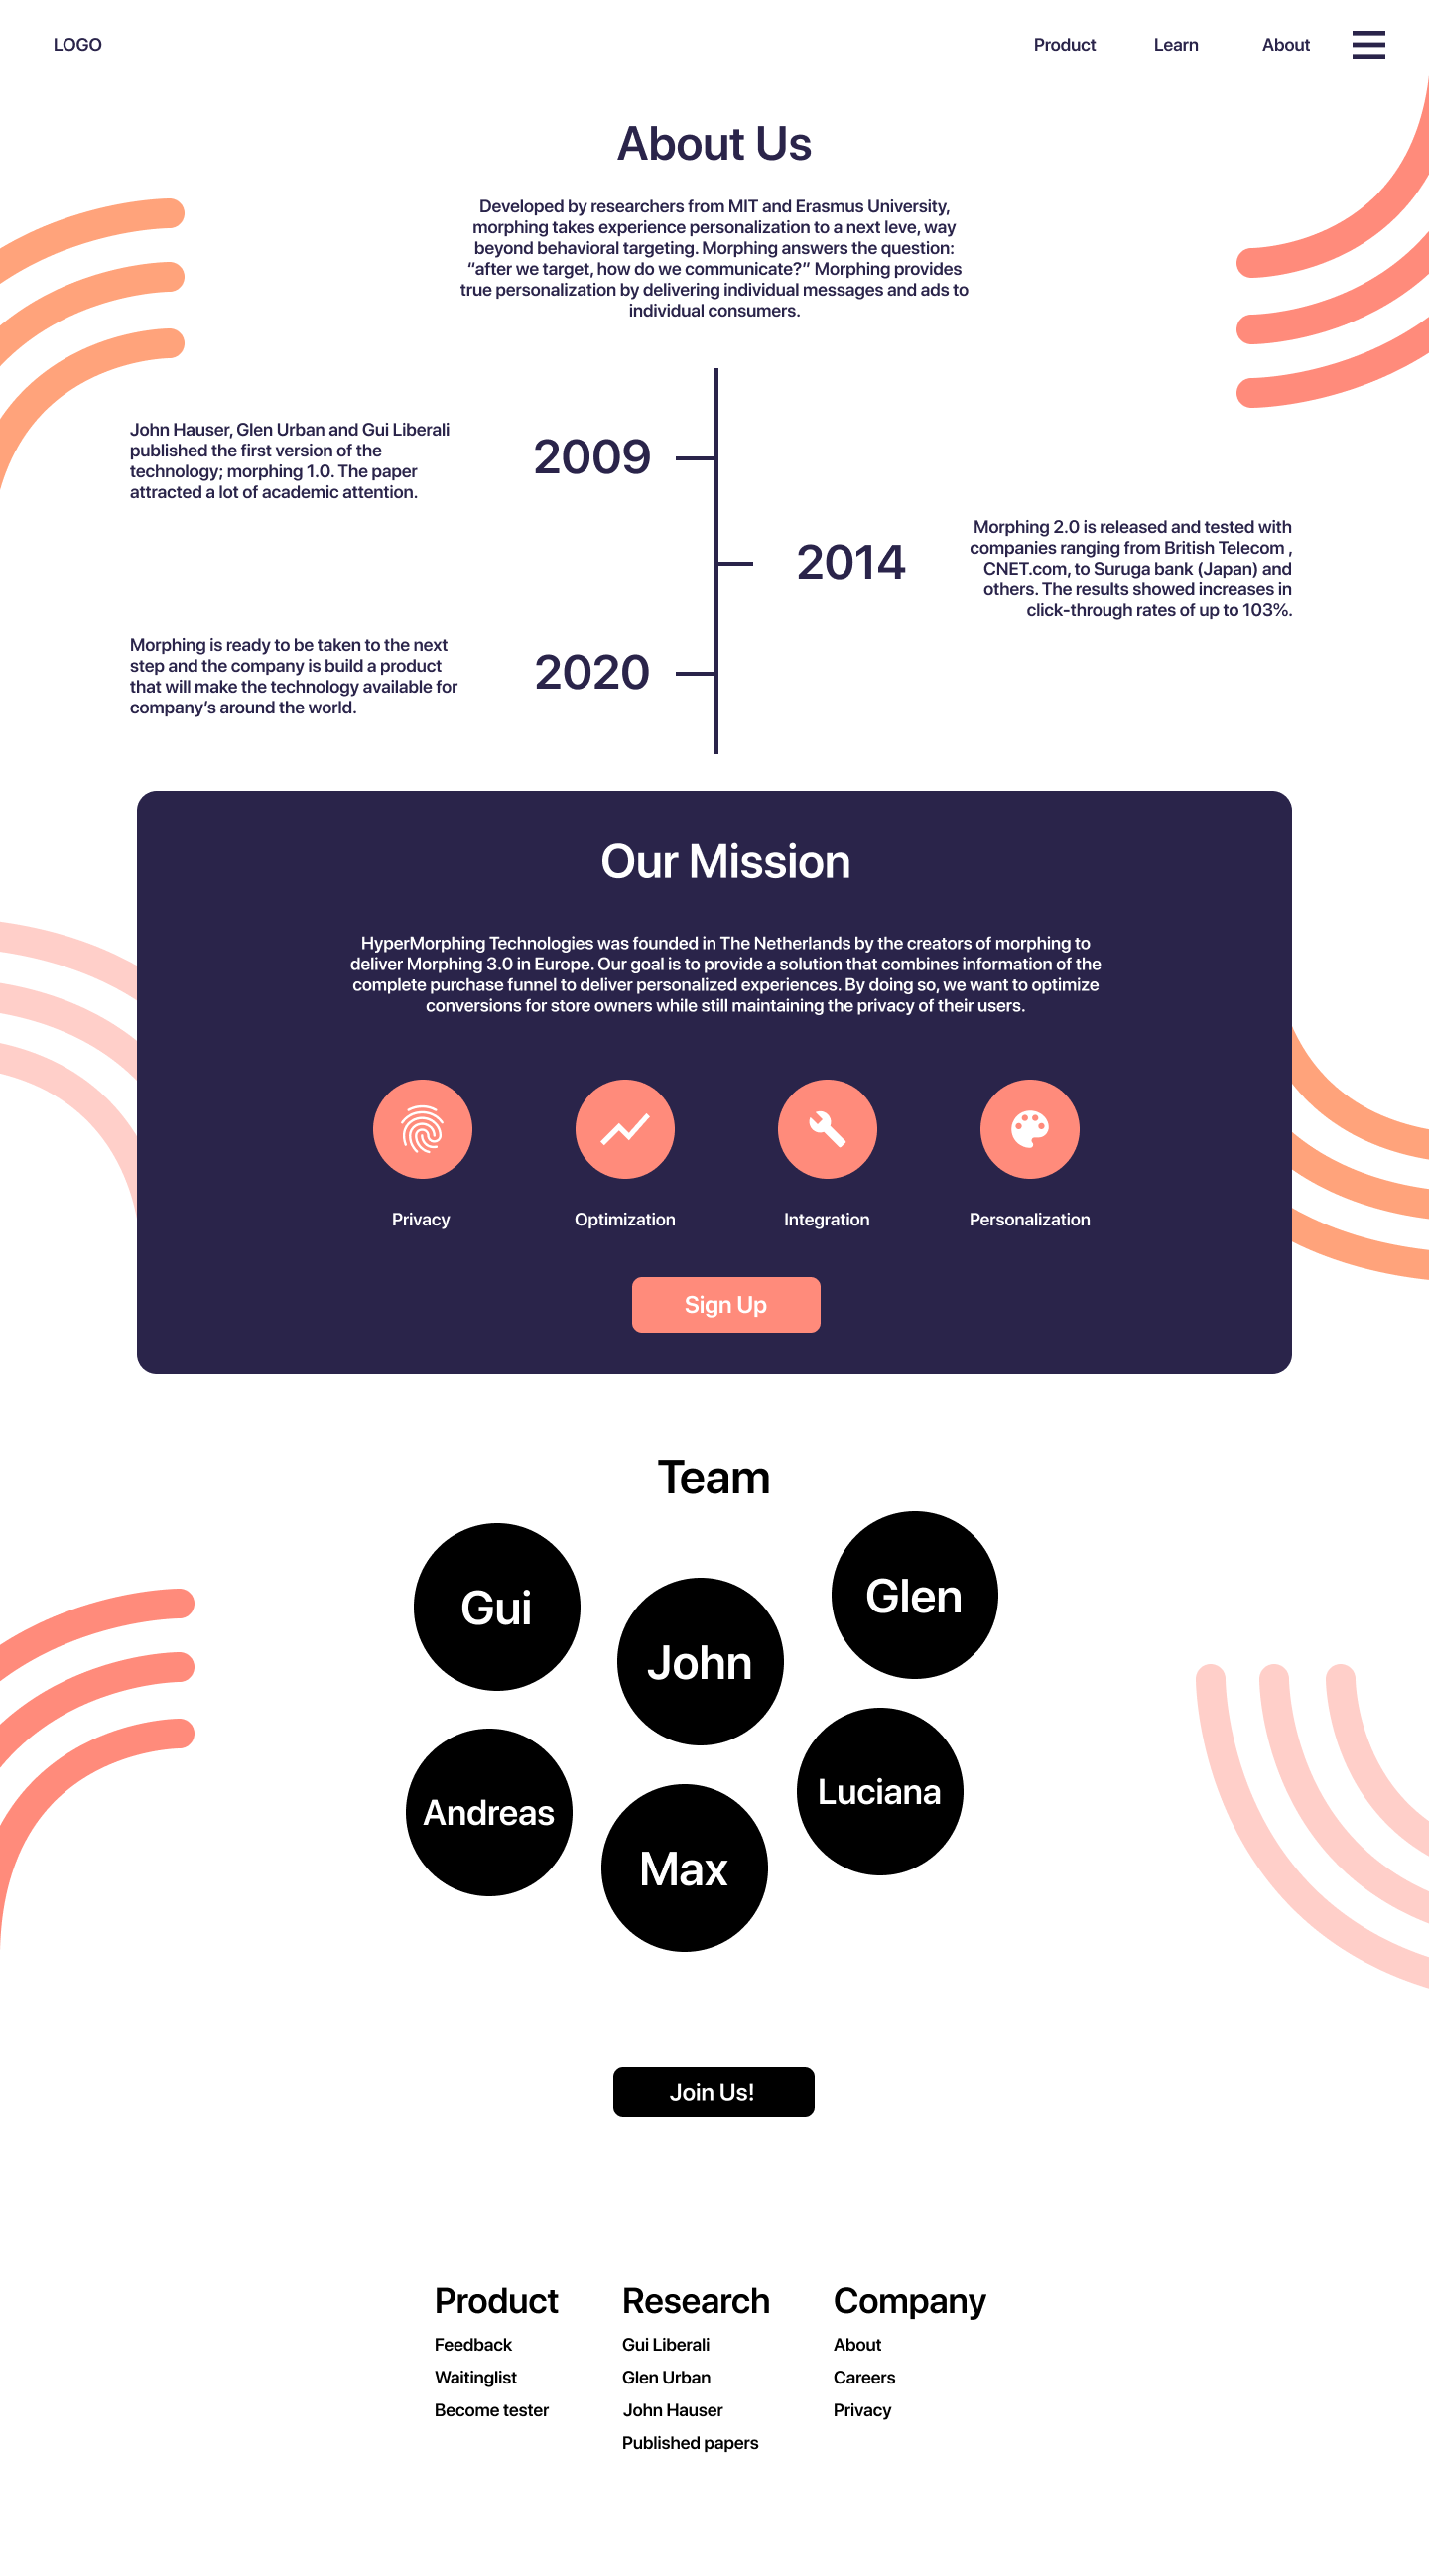 LOGO
Product
Learn
About
About Us
Developed by researchers from MIT and Erasmus University,
morphing takes experience personalization to a next leve, way
beyond behavioral targeting. Morphing answers the question:
“after we target, how do we communicate?” Morphing provides
true personalization by delivering individual messages and ads to
individual consumers.
John Hauser, Glen Urban and Gui Liberali
published the first version of the
technology; morphing 1.0. The paper
attracted a lot of academic attention.
2009
2014
Morphing 2.0 is released and tested with
companies ranging from British Telecom ,
CNET.com, to Suruga bank (Japan) and
others. The results showed increases in
click-through rates of up to 103%.
Morphing is ready to be taken to the next
step and the company is build a product
that will make the technology available for
company’s around the world.
2020
Our Mission
HyperMorphing Technologies was founded in The Netherlands by the creators of morphing to
deliver Morphing 3.0 in Europe. Our goal is to provide a solution that combines information of the
complete purchase funnel to deliver personalized experiences. By doing so, we want to optimize
conversions for store owners while still maintaining the privacy of their users.
Privacy
Optimization
Integration
Personalization
Sign Up
Team
Gui
John
Glen
Andreas
Max
Luciana
Join Us!
Product
Feedback
Waitinglist
Become tester
Research
Gui Liberali
Glen Urban
John Hauser
Published papers
Company
About
Careers
Privacy